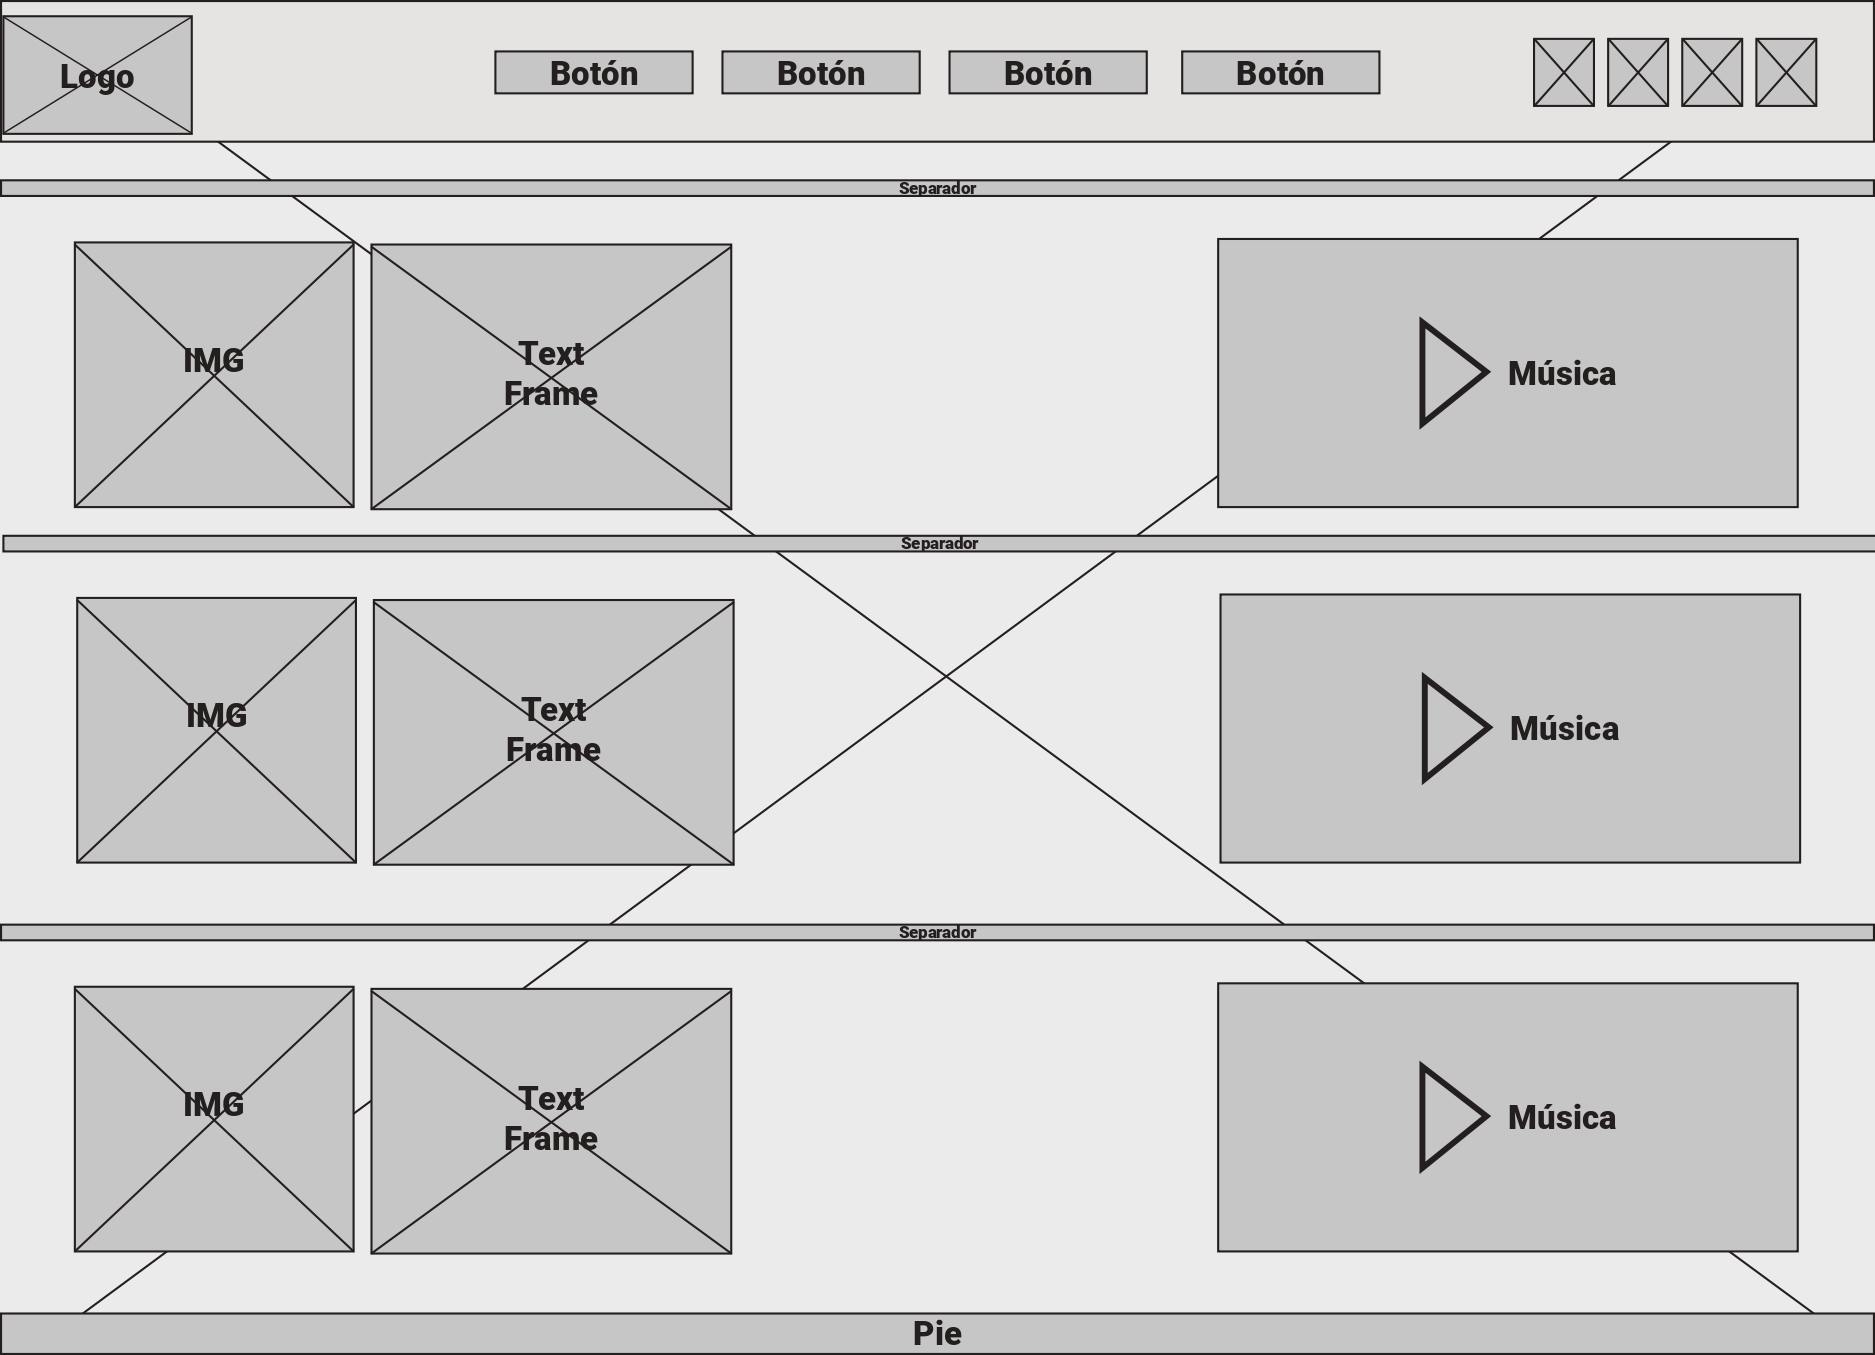 Logo
Botón
Botón
Botón
Botón
Separador
IMG
Text
Frame
Música
Separador
IMG
Text
Frame
Música
Separador
IMG
Text
Frame
Música
Pie